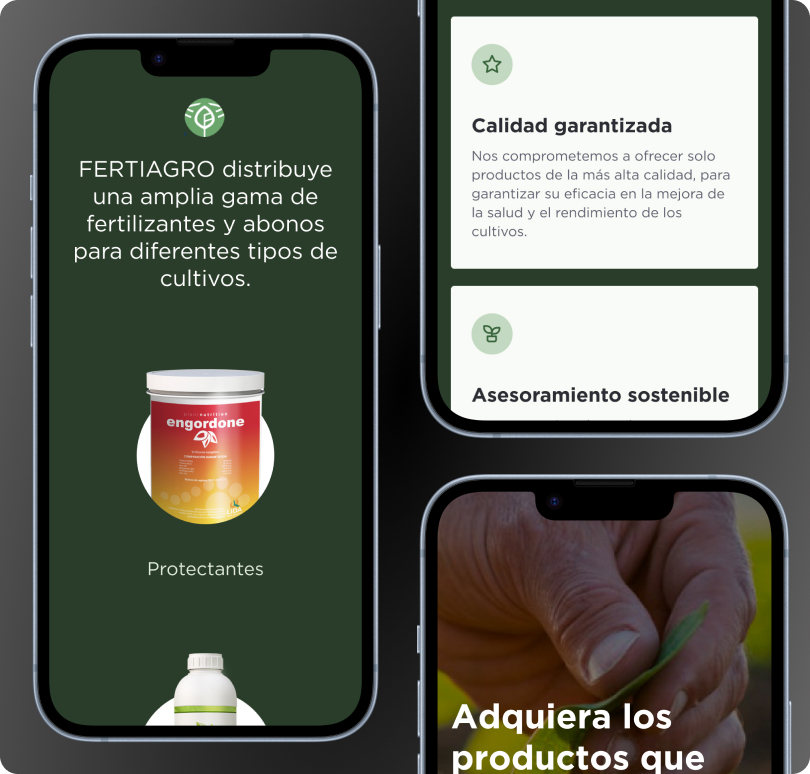 FERTIAGRO distribuye
una amplia gama de
fertilizantes y abonos
para diferentes tipos de
cultivos.
engordone
Protectantes
Calidad garantizada
Nos comprometemos a ofrecer solo
productos de la más alta calidad, para
garantizar su eficacia en la mejora de
la salud y el rendimiento de los
cultivos.
Asesoramiento sostenible
Adquiera los
productos que